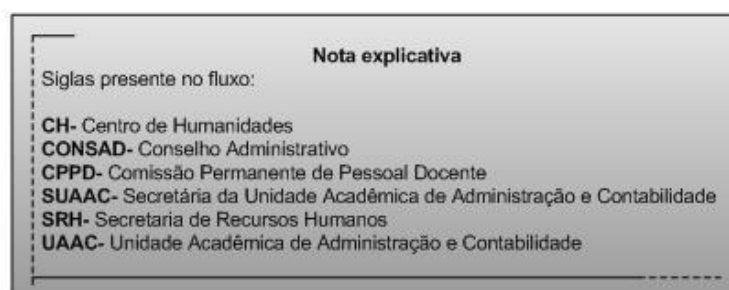 Nota explicativa
Siglas presente no fluxo:
CH- Centro de Humanidades
CONSAD- Conselho Administrativo
CPPD- Comissão Permanente de Pessoal Docente
SUAAC- Secretária da Unidade Acadêmica de Administração e Contabilidade
SRH- Secretaria de Recursos Humanos
UAAC- Unidade Acadêmica de Administração e Contabilidade